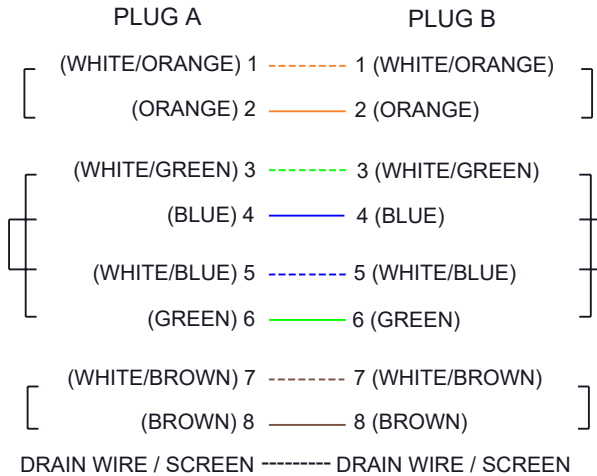 PLUG A PLUG B
(WHITE/ORANGE) 1 1 (WHITE/ORANGE)
(ORANGE) 2 2 (ORANGE)
(WHITE/GREEN) 3 3 (WHITE/GREEN)
(BLUE) 4 4 (BLUE)
(WHITE/BLUE) 5 5 (WHITE/BLUE)
(GREEN) 6 6 (GREEN)
(WHITE/BROWN) 7 7 (WHITE/BROWN)
(BROWN) 8 8 (BROWN)
DRAIN WIRE / SCREEN DRAIN WIRE / SCREEN